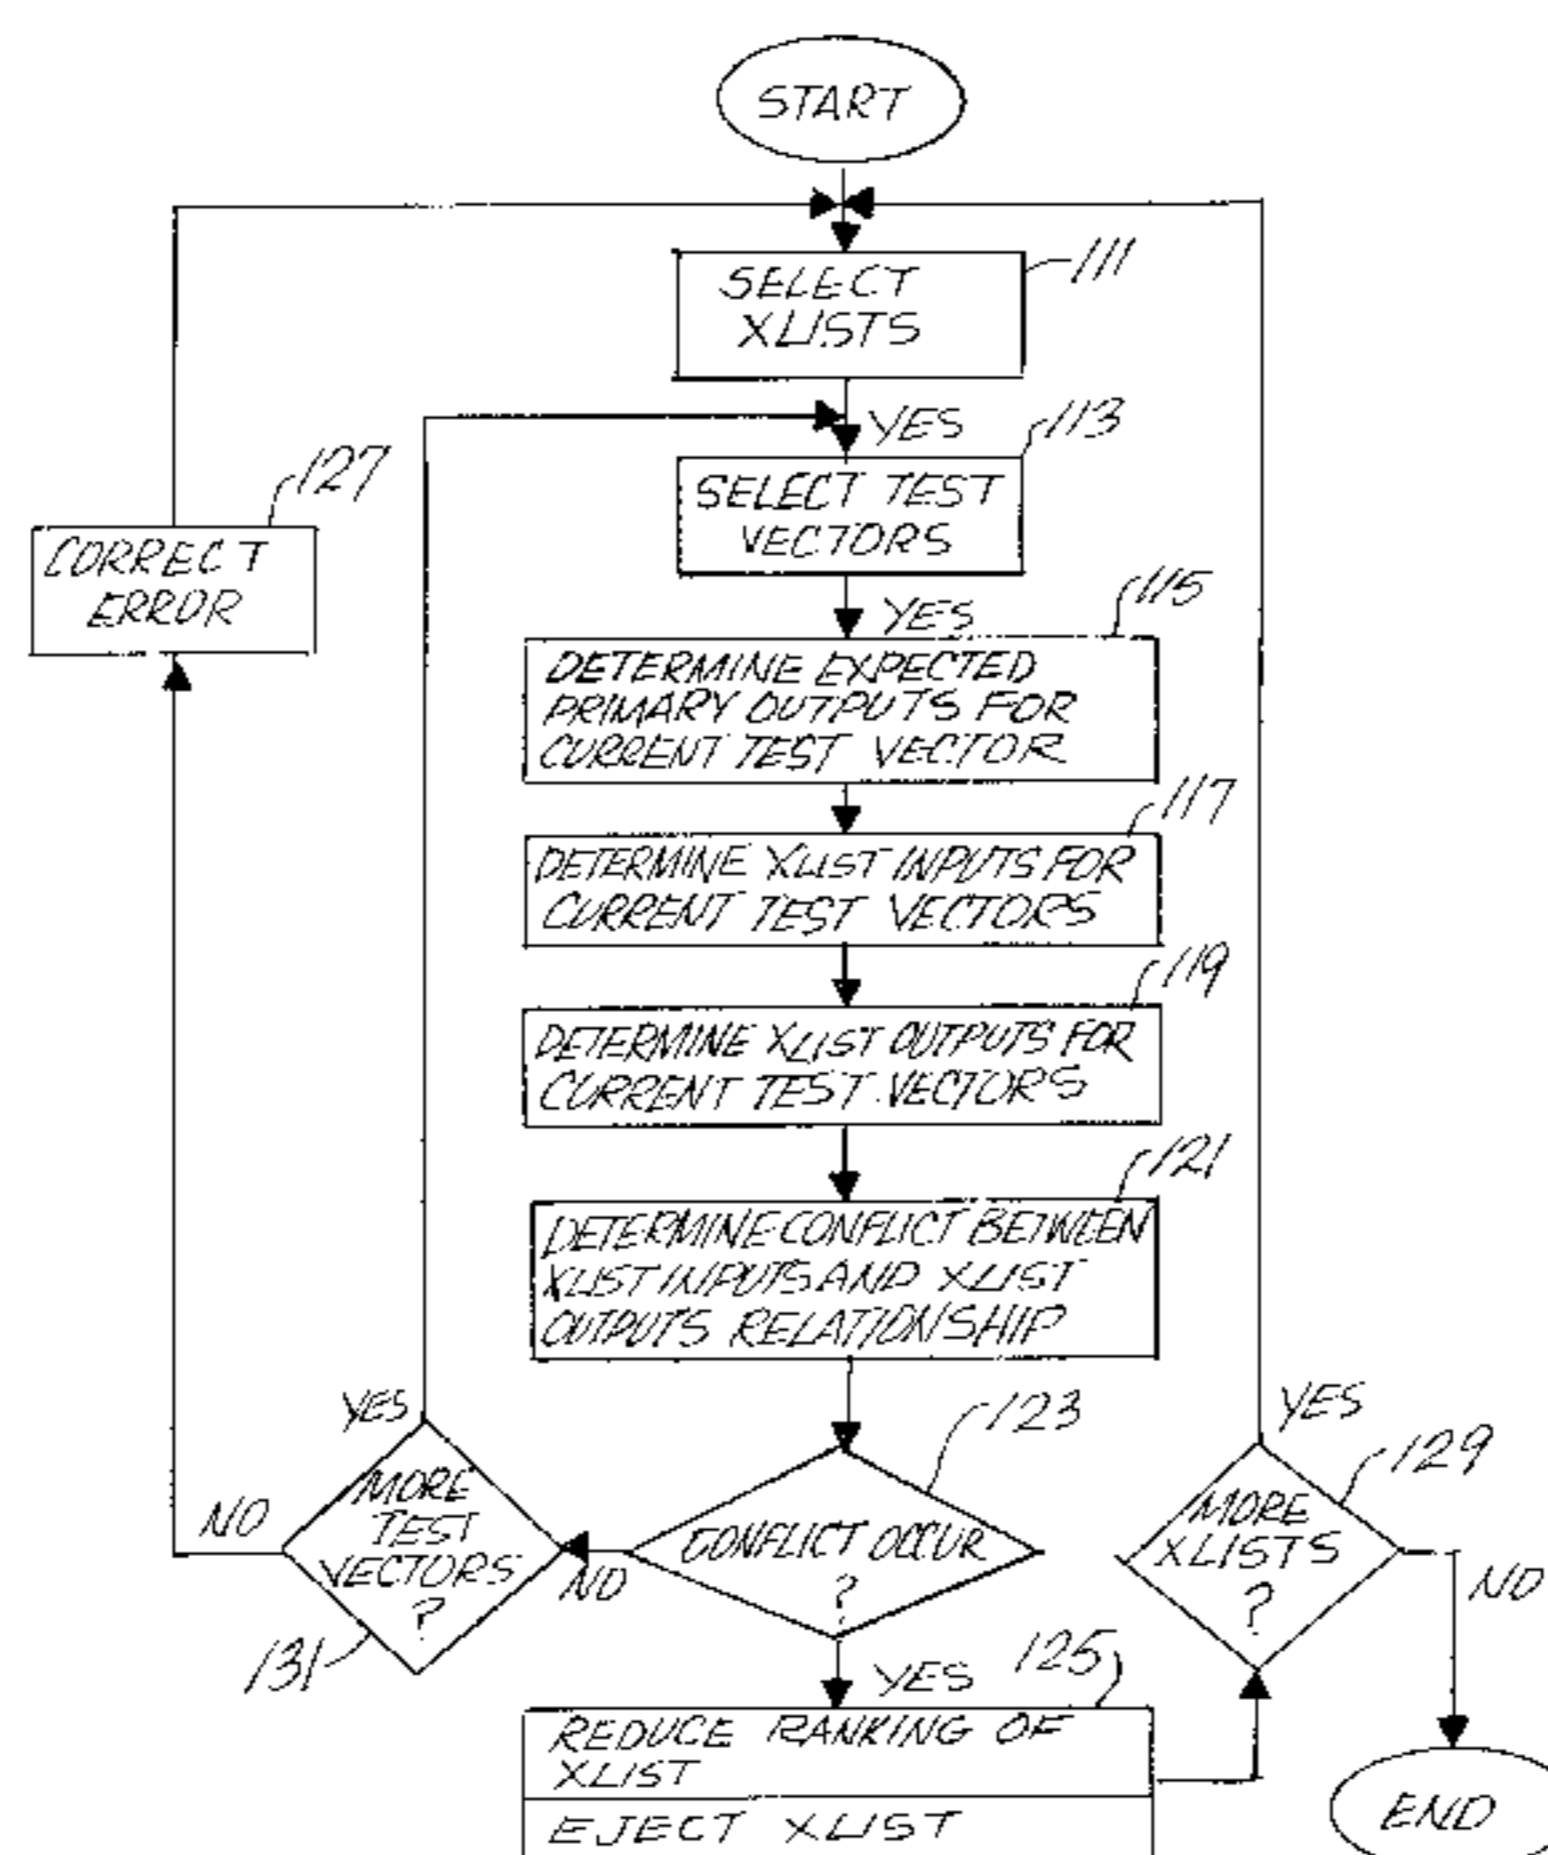 START
SELECT
XLISTS
111
YES
113
SELECT TEST
VECTORS
127
CORRECT
ERROR
YES
115
DETERMINE EXPECTED
PRIMARY OUTPUTS FOR
CURRENT TEST VECTOR
117
DETERMINE XLIST INPUTS FOR
CURRENT TEST VECTORS
119
DETERMINE XLIST OUTPUTS FOR
CURRENT TEST VECTORS
121
DETERMINE CONFLICT BETWEEN
XLIST INPUTS AND XLIST
OUTPUTS RELATIONSHIP
YES
123
YES
129
MORE
TEST
VECTORS
?
NO
131
NO
CONFLICT OCCUR
?
MORE
XLISTS
?
NO
YES
125
REDUCE RANKING OF
XLIST
EJECT XLIST
END